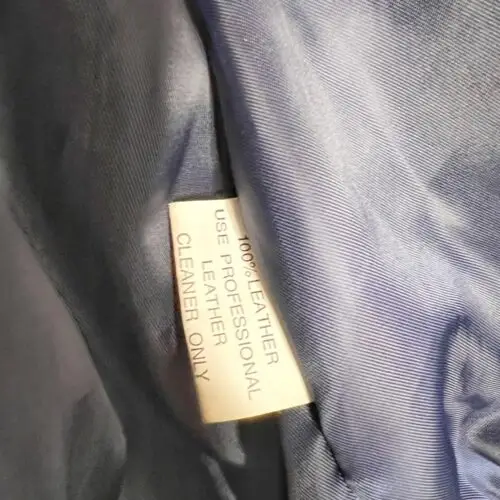 100% LEATHER
USE PROFESSIONAL
LEATHER
CLEANER ONLY